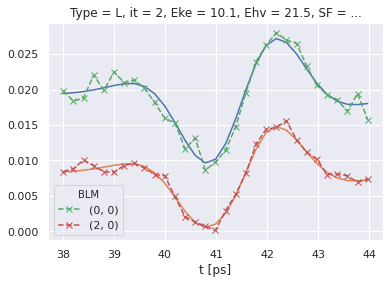 Type = L, it = 2, Eke = 10.1, Ehv = 21.5, SF = ...
0.025
0.020
0.015
0.010
0.005
0.000
BLM
(0, 0)
(2, 0)
38 39 40 41 42 43 44
t [ps]